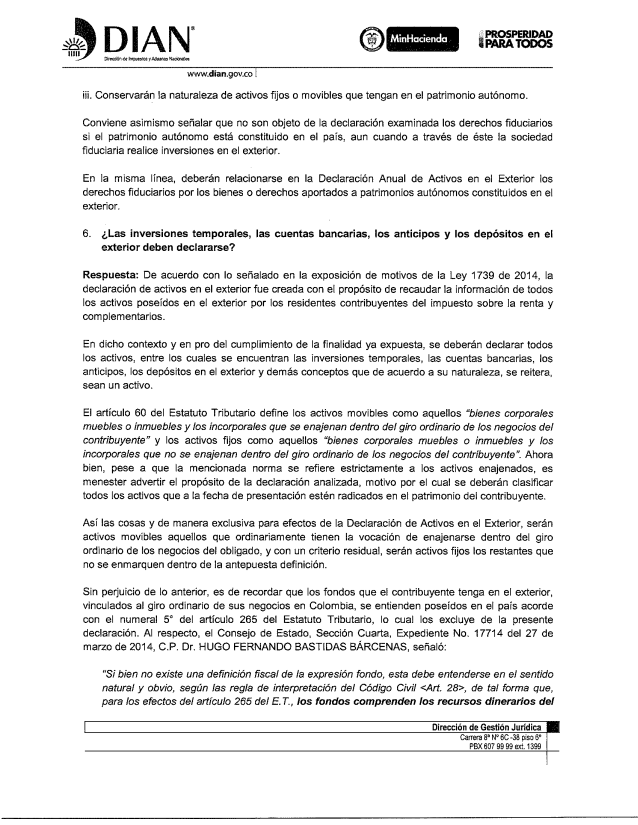 DIAN®
Dirección de Impuestos y Aduanas Nacionales
MinHacienda
PROSPERIDAD
PARA TODOS
www.dian.gov.co
iii. Conservarán la naturaleza de activos fijos o movibles que tengan en el patrimonio autónomo.
Conviene asimismo señalar que no son objeto de la declaración examinada los derechos fiduciarios
si el patrimonio autónomo está constituido en el país, aun cuando a través de éste la sociedad
fiduciaria realice inversiones en el exterior.
En la misma línea, deberán relacionarse en la Declaración Anual de Activos en el Exterior los
derechos fiduciarios por los bienes o derechos aportados a patrimonios autónomos constituidos en el
exterior.
6. ¿Las inversiones temporales, las cuentas bancarias, los anticipos y los depósitos en el
exterior deben declararse?
Respuesta: De acuerdo con lo señalado en la exposición de motivos de la Ley 1739 de 2014, la
declaración de activos en el exterior fue creada con el propósito de recaudar la información de todos
los activos poseídos en el exterior por los residentes contribuyentes del impuesto sobre la renta y
complementarios.
En dicho contexto y en pro del cumplimiento de la finalidad ya expuesta, se deberán declarar todos
los activos, entre los cuales se encuentran las inversiones temporales, las cuentas bancarias, los
anticipos, los depósitos en el exterior y demás conceptos que de acuerdo a su naturaleza, se reitera,
sean un activo.
El artículo 60 del Estatuto Tributario define los activos movibles como aquellos "bienes corporales
muebles o inmuebles y los incorporales que se enajenan dentro del giro ordinario de los negocios del
contribuyente" y los activos fijos como aquellos "bienes corporales muebles o inmuebles y los
incorporales que no se enajenan dentro del giro ordinario de los negocios del contribuyente". Ahora
bien, pese a que la mencionada norma se refiere estrictamente a los activos enajenados, es
menester advertir el propósito de la declaración analizada, motivo por el cual se deberán clasificar
todos los activos que a la fecha de presentación estén radicados en el patrimonio del contribuyente.
Así las cosas y de manera exclusiva para efectos de la Declaración de Activos en el Exterior, serán
activos movibles aquellos que ordinariamente tienen la vocación de enajenarse dentro del giro
ordinario de los negocios del obligado, y con un criterio residual, serán activos fijos los restantes que
no se enmarquen dentro de la antepuesta definición.
Sin perjuicio de lo anterior, es de recordar que los fondos que el contribuyente tenga en el exterior,
vinculados al giro ordinario de sus negocios en Colombia, se entienden poseídos en el país acorde
con el numeral 5° del artículo 265 del Estatuto Tributario, lo cual los excluye de la presente
declaración. Al respecto, el Consejo de Estado, Sección Cuarta, Expediente No. 17714 del 27 de
marzo de 2014, C.P. Dr. HUGO FERNANDO BASTIDAS BÁRCENAS, señaló:
"Si bien no existe una definición fiscal de la expresión fondo, esta debe entenderse en el sentido
natural y obvio, según las regla de interpretación del Código Civil <Art. 28>, de tal forma que,
para los efectos del artículo 265 del E.T., los fondos comprenden los recursos dinerarios del
Dirección de Gestión Jurídica
Carrera 8ª Nº 6C -38 piso 6º
PBX 607 99 99 ext. 1399